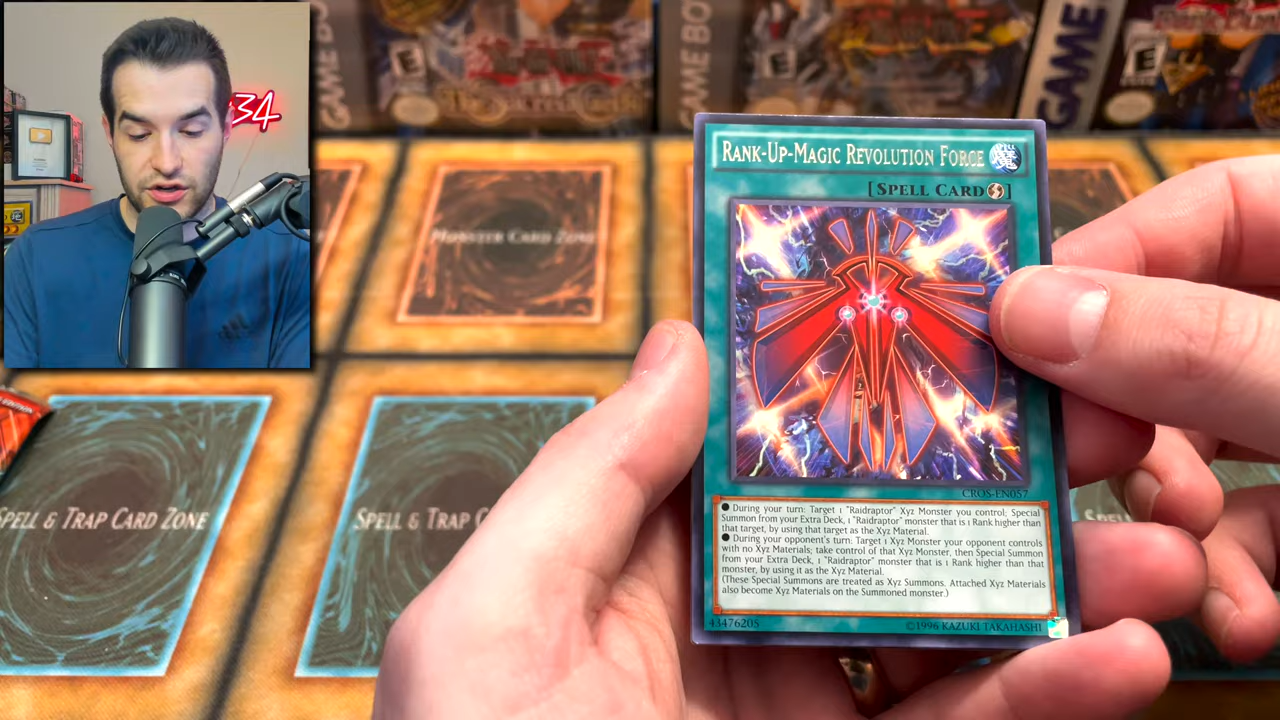 34
GAME BOY
E
GAME BOY
E
GAME
E
MONSTER CARD ZONE
EDITION
SPELL & TRAP CARD ZONE
SPELL & TRAP C
RANK-UP-MAGIC REVOLUTION FORCE
[SPELL CARD]
CROS-EN057
● During your turn: Target 1 "Raidraptor" Xyz Monster you control; Special
Summon from your Extra Deck, 1 "Raidraptor" monster that is 1 Rank higher than
that target, by using that target as the Xyz Material.
● During your opponent's turn: Target 1 Xyz Monster your opponent controls
with no Xyz Materials; take control of that Xyz Monster, then Special Summon
from your Extra Deck, 1 "Raidraptor" monster that is 1 Rank higher than that
monster, by using it as the Xyz Material.
(These Special Summons are treated as Xyz Summons. Attached Xyz Materials
also become Xyz Materials on the Summoned monster.)
43476205
©1996 KAZUKI TAKAHASHI